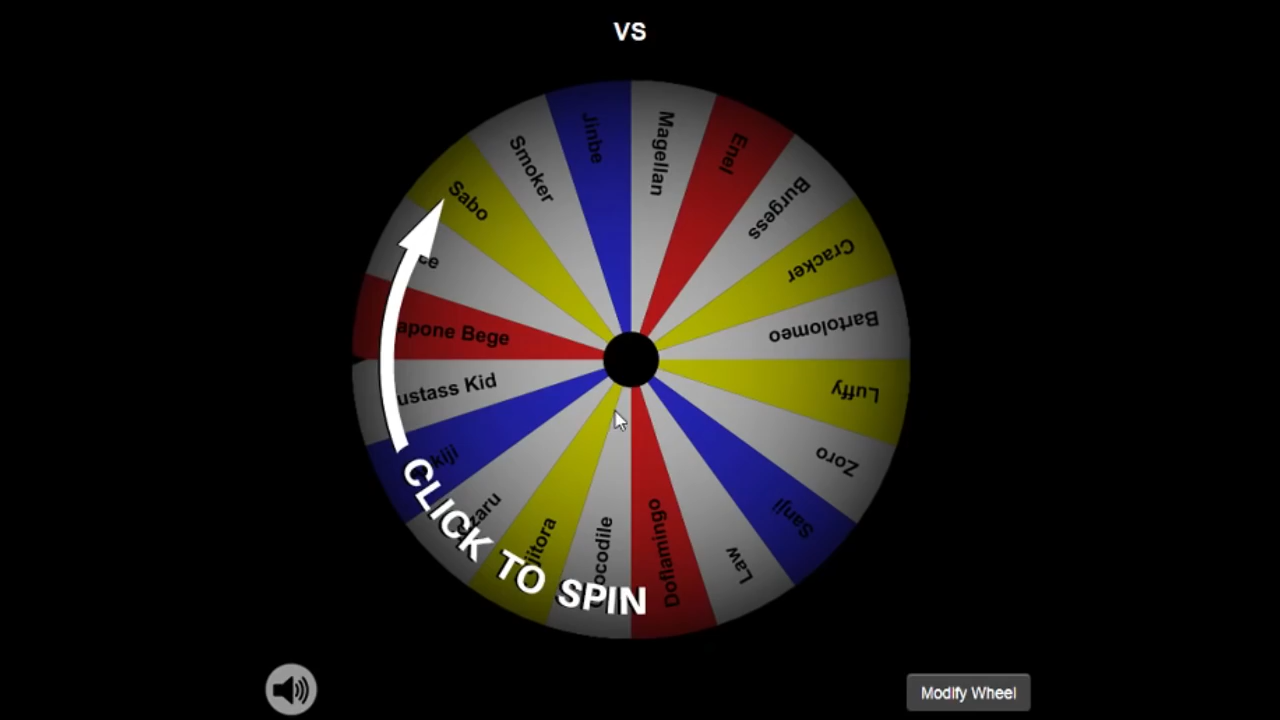 VS
Jinbe
Magellan
Enel
Burgess
Cracker
Bartolomeo
Luffy
Zoro
Sanji
Law
Doflamingo
Sabo
Smoker
Bege
Kid
CLICK TO SPIN
Modify Wheel